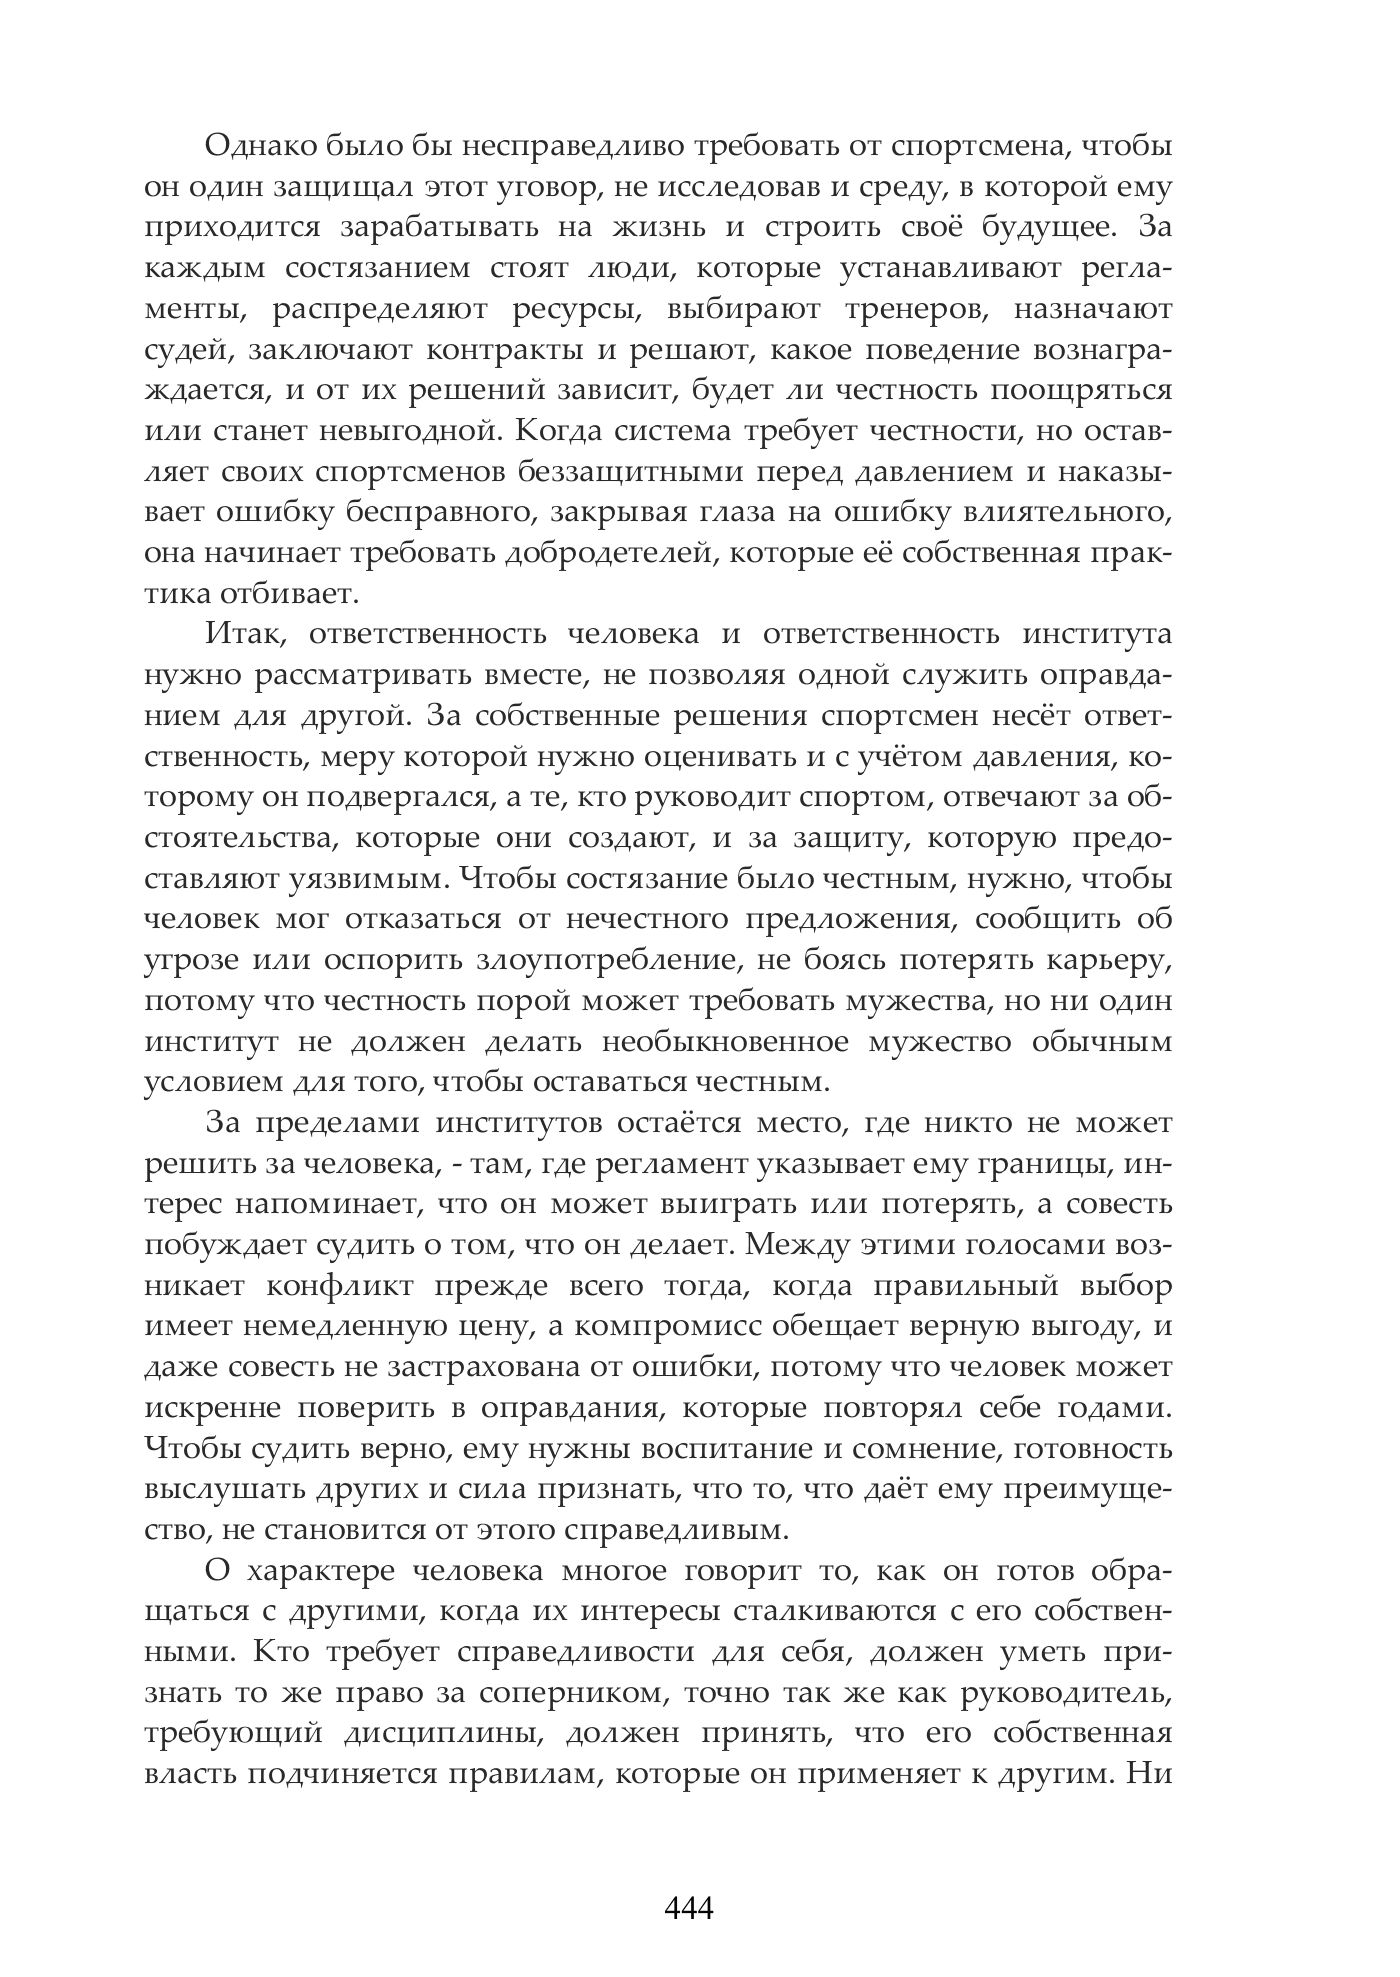 Однако было бы несправедливо требовать от спортсмена, чтобы
он один защищал этот уговор, не исследовав и среду, в которой ему
приходится зарабатывать на жизнь и строить своё будущее. За
каждым состязанием стоят люди, которые устанавливают регла-
менты, распределяют ресурсы, выбирают тренеров, назначают
судей, заключают контракты и решают, какое поведение вознагра-
ждается, и от их решений зависит, будет ли честность поощряться
или станет невыгодной. Когда система требует честности, но остав-
ляет своих спортсменов беззащитными перед давлением и наказы-
вает ошибку бесправного, закрывая глаза на ошибку влиятельного,
она начинает требовать добродетелей, которые её собственная прак-
тика отбивает.
Итак, ответственность человека и ответственность института
нужно рассматривать вместе, не позволяя одной служить оправда-
нием для другой. За собственные решения спортсмен несёт ответ-
ственность, меру которой нужно оценивать и с учётом давления, ко-
торому он подвергался, а те, кто руководит спортом, отвечают за об-
стоятельства, которые они создают, и за защиту, которую предо-
ставляют уязвимым. Чтобы состязание было честным, нужно, чтобы
человек мог отказаться от нечестного предложения, сообщить об
угрозе или оспорить злоупотребление, не боясь потерять карьеру,
потому что честность порой может требовать мужества, но ни один
институт не должен делать необыкновенное мужество обычным
условием для того, чтобы оставаться честным.
За пределами институтов остаётся место, где никто не может
решить за человека, - там, где регламент указывает ему границы, ин-
терес напоминает, что он может выиграть или потерять, а совесть
побуждает судить о том, что он делает. Между этими голосами воз-
никает конфликт прежде всего тогда, когда правильный выбор
имеет немедленную цену, а компромисс обещает верную выгоду, и
даже совесть не застрахована от ошибки, потому что человек может
искренне поверить в оправдания, которые повторял себе годами.
Чтобы судить верно, ему нужны воспитание и сомнение, готовность
выслушать других и сила признать, что то, что даёт ему преимуще-
ство, не становится от этого справедливым.
О характере человека многое говорит то, как он готов обра-
щаться с другими, когда их интересы сталкиваются с его собствен-
ными. Кто требует справедливости для себя, должен уметь при-
знать то же право за соперником, точно так же как руководитель,
требующий дисциплины, должен принять, что его собственная
власть подчиняется правилам, которые он применяет к другим. Ни
444